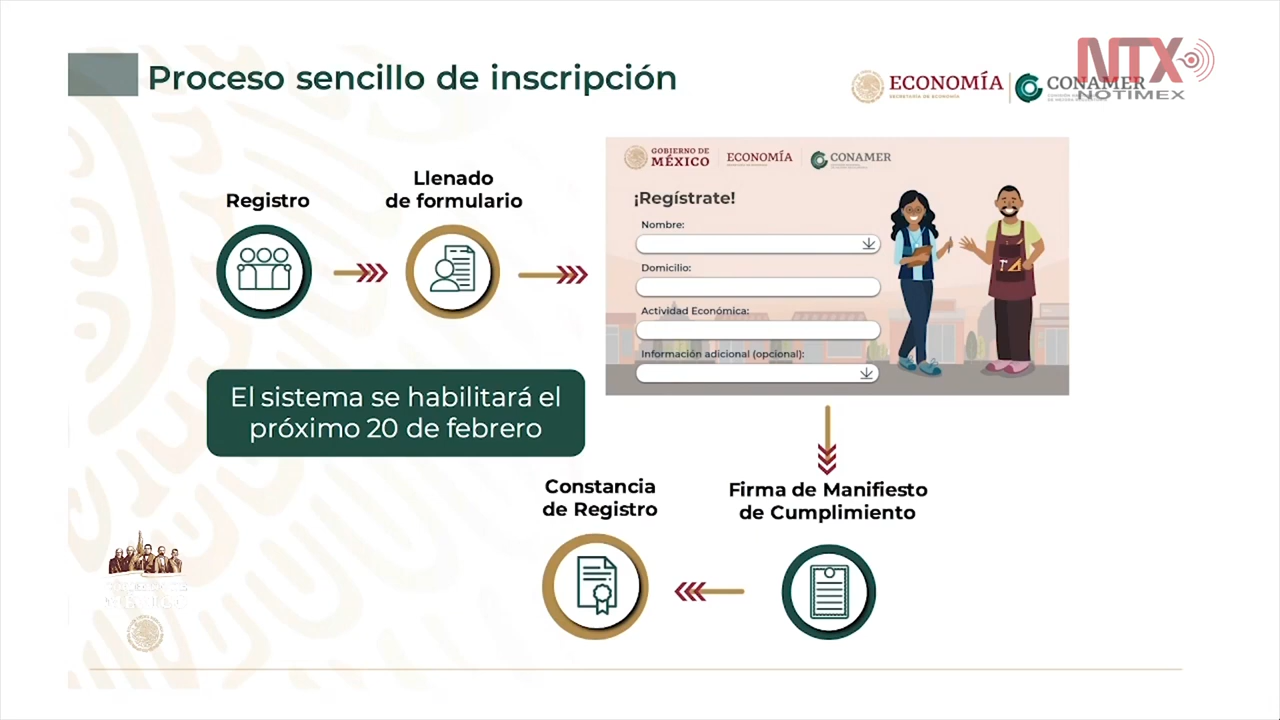 Proceso sencillo de inscripción
ECONOMÍA
SECRETARÍA DE ECONOMÍA
CONAMER
NTX
NOTIMEX
Registro
Llenado
de formulario
GOBIERNO DE
MÉXICO
ECONOMÍA
CONAMER
¡Regístrate!
Nombre:
Domicilio:
Actividad Económica:
Información adicional (opcional):
El sistema se habilitará el
próximo 20 de febrero
Constancia
de Registro
Firma de Manifiesto
de Cumplimiento